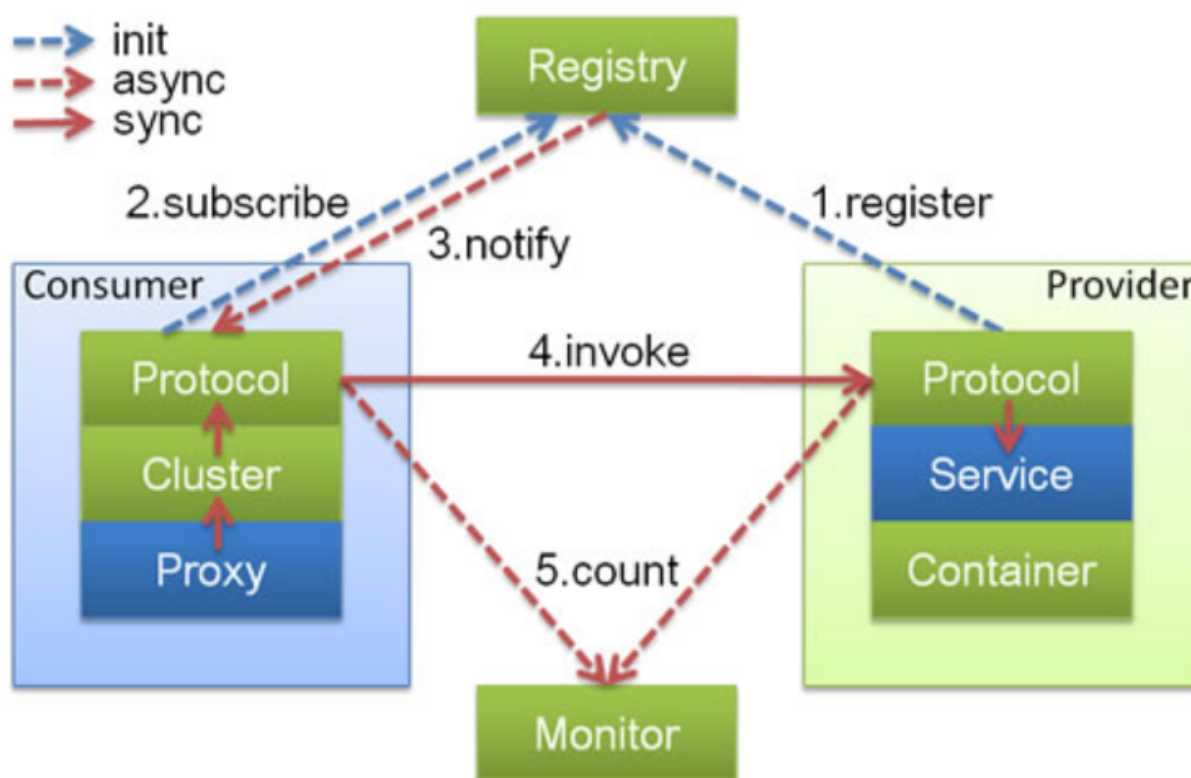 init
async
sync
Registry
2.subscribe
1.register
3.notify
Consumer
Provider
Protocol
4.invoke
Protocol
Cluster
Service
Proxy
5.count
Container
Monitor